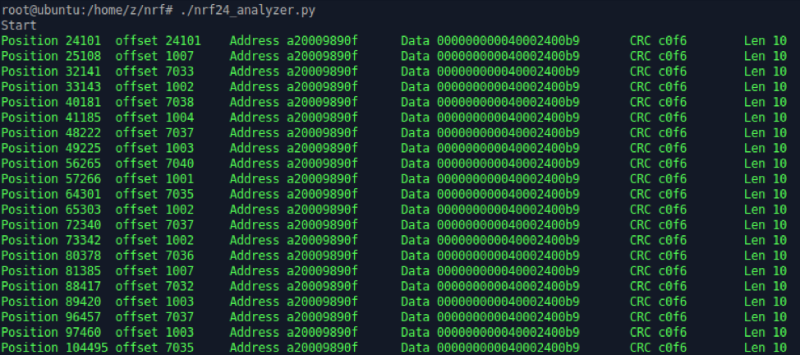 root@ubuntu:/home/z/nrf# ./nrf24_analyzer.py
Start
Position 24101 offset 24101 Address a20009890f Data 000000000040002400b9 CRC c0f6 Len 10
Position 25108 offset 1007 Address a20009890f Data 000000000040002400b9 CRC c0f6 Len 10
Position 32141 offset 7033 Address a20009890f Data 000000000040002400b9 CRC c0f6 Len 10
Position 33143 offset 1002 Address a20009890f Data 000000000040002400b9 CRC c0f6 Len 10
Position 40181 offset 7038 Address a20009890f Data 000000000040002400b9 CRC c0f6 Len 10
Position 41185 offset 1004 Address a20009890f Data 000000000040002400b9 CRC c0f6 Len 10
Position 48222 offset 7037 Address a20009890f Data 000000000040002400b9 CRC c0f6 Len 10
Position 49225 offset 1003 Address a20009890f Data 000000000040002400b9 CRC c0f6 Len 10
Position 56265 offset 7040 Address a20009890f Data 000000000040002400b9 CRC c0f6 Len 10
Position 57266 offset 1001 Address a20009890f Data 000000000040002400b9 CRC c0f6 Len 10
Position 64301 offset 7035 Address a20009890f Data 000000000040002400b9 CRC c0f6 Len 10
Position 65303 offset 1002 Address a20009890f Data 000000000040002400b9 CRC c0f6 Len 10
Position 72340 offset 7037 Address a20009890f Data 000000000040002400b9 CRC c0f6 Len 10
Position 73342 offset 1002 Address a20009890f Data 000000000040002400b9 CRC c0f6 Len 10
Position 80378 offset 7036 Address a20009890f Data 000000000040002400b9 CRC c0f6 Len 10
Position 81385 offset 1007 Address a20009890f Data 000000000040002400b9 CRC c0f6 Len 10
Position 88417 offset 7032 Address a20009890f Data 000000000040002400b9 CRC c0f6 Len 10
Position 89420 offset 1003 Address a20009890f Data 000000000040002400b9 CRC c0f6 Len 10
Position 96457 offset 7037 Address a20009890f Data 000000000040002400b9 CRC c0f6 Len 10
Position 97460 offset 1003 Address a20009890f Data 000000000040002400b9 CRC c0f6 Len 10
Position 104495 offset 7035 Address a20009890f Data 000000000040002400b9 CRC c0f6 Len 10